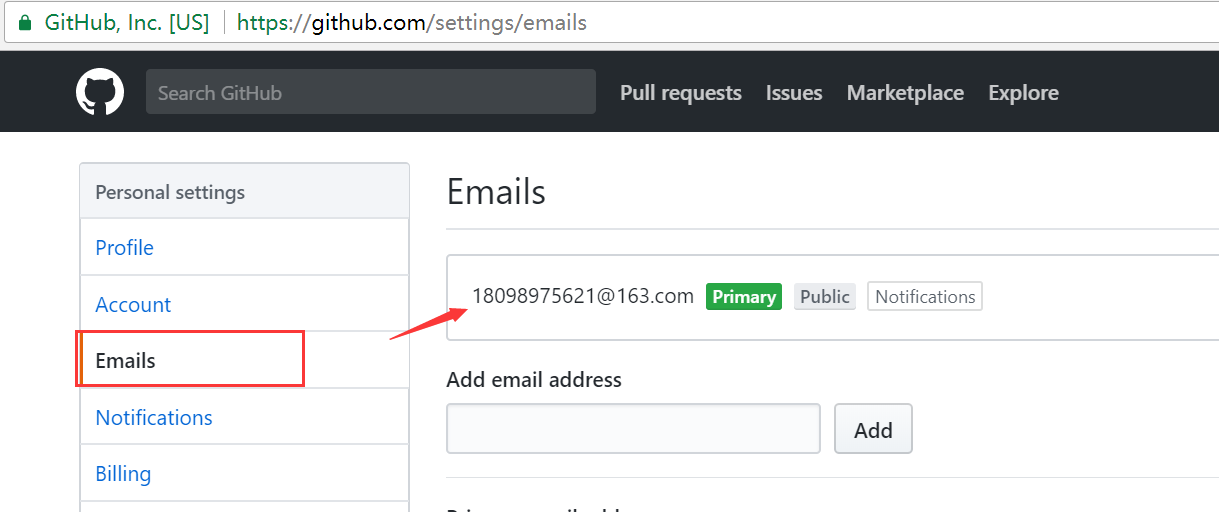 GitHub, Inc. [US] https://github.com/settings/emails
Search GitHub Pull requests Issues Marketplace Explore
Personal settings
Profile
Account
Emails
Notifications
Billing
Emails
18098975621@163.com Primary Public Notifications
Add email address
Add